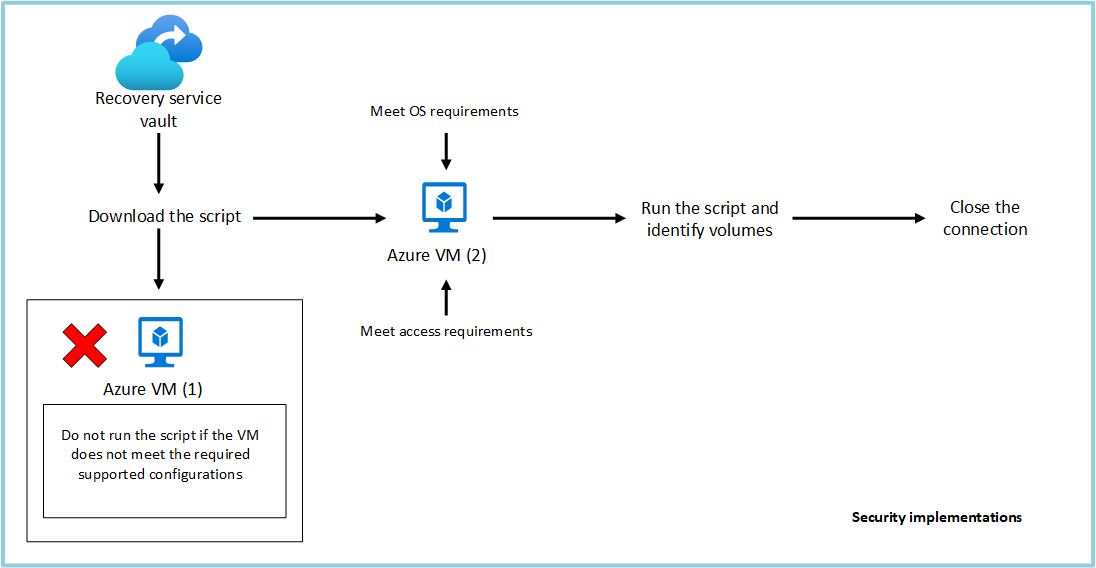 Recovery service
vault
Meet OS requirements
Download the script
Azure VM (2)
Run the script and
identify volumes
Close the
connection
Meet access requirements
Azure VM (1)
Do not run the script if the VM
does not meet the required
supported configurations
Security implementations